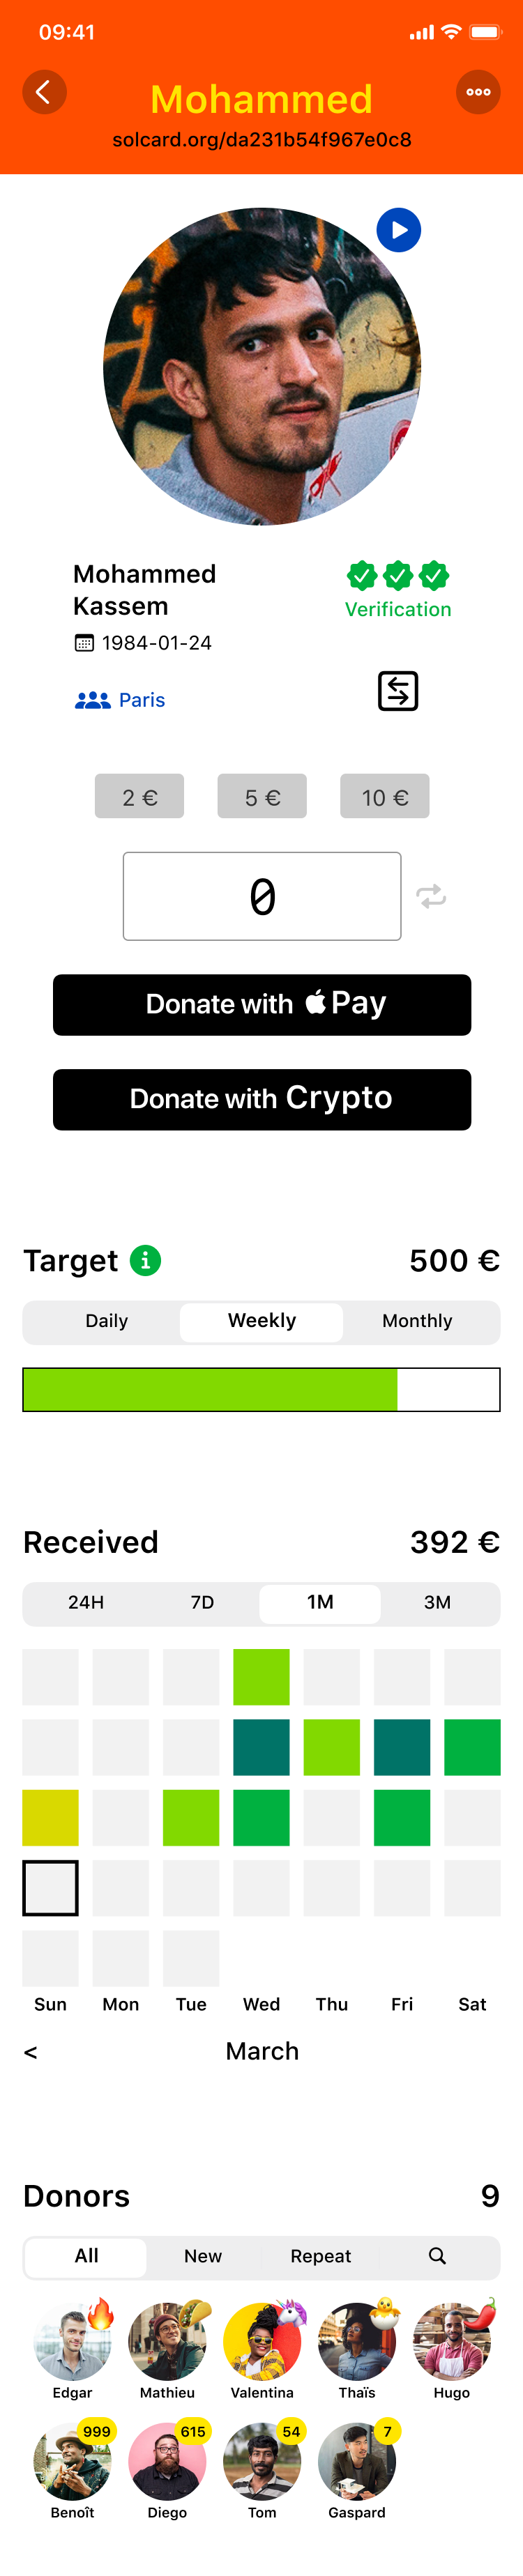 09:41
Mohammed
solcard.org/da231b54f967e0c8
Mohammed
Kassem
Verification
1984-01-24
Paris
2 € 5 € 10 €
0
Donate with Pay
Donate with Crypto
Target 500 €
Daily Weekly Monthly
Received 392 €
24H 7D 1M 3M
Sun Mon Tue Wed Thu Fri Sat
< March
Donors 9
All New Repeat
Edgar Mathieu Valentina Thaïs Hugo
999 615 54 7
Benoît Diego Tom Gaspard